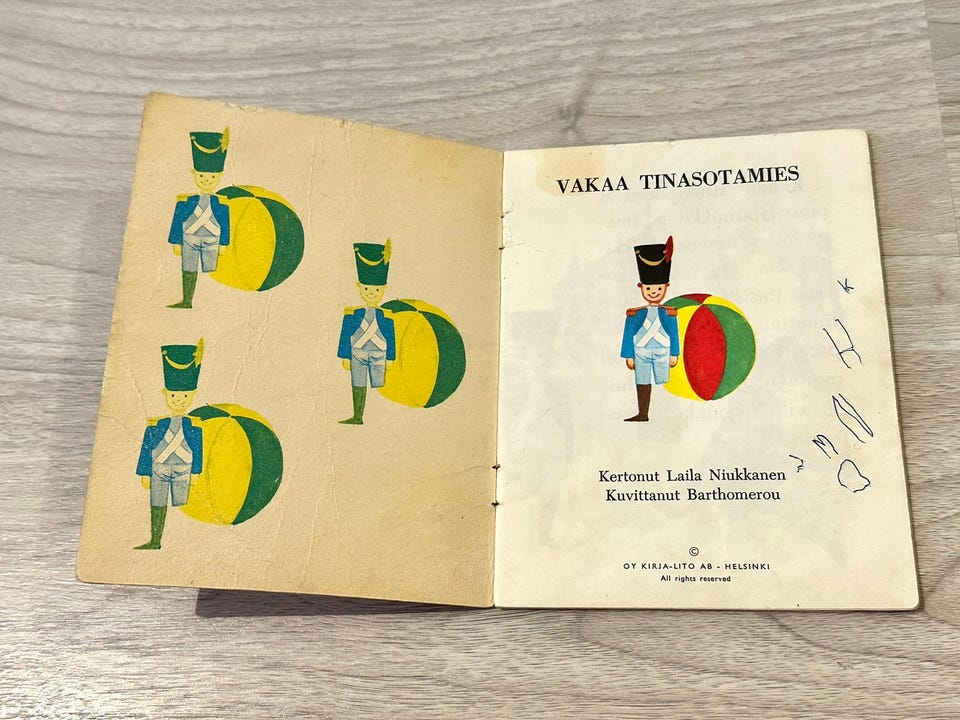 VAKAA TINASOTAMIES
Kertonut Laila Niukkanen
Kuvittanut Barthomerou
©
OY KIRJA-LITO AB - HELSINKI
All rights reserved